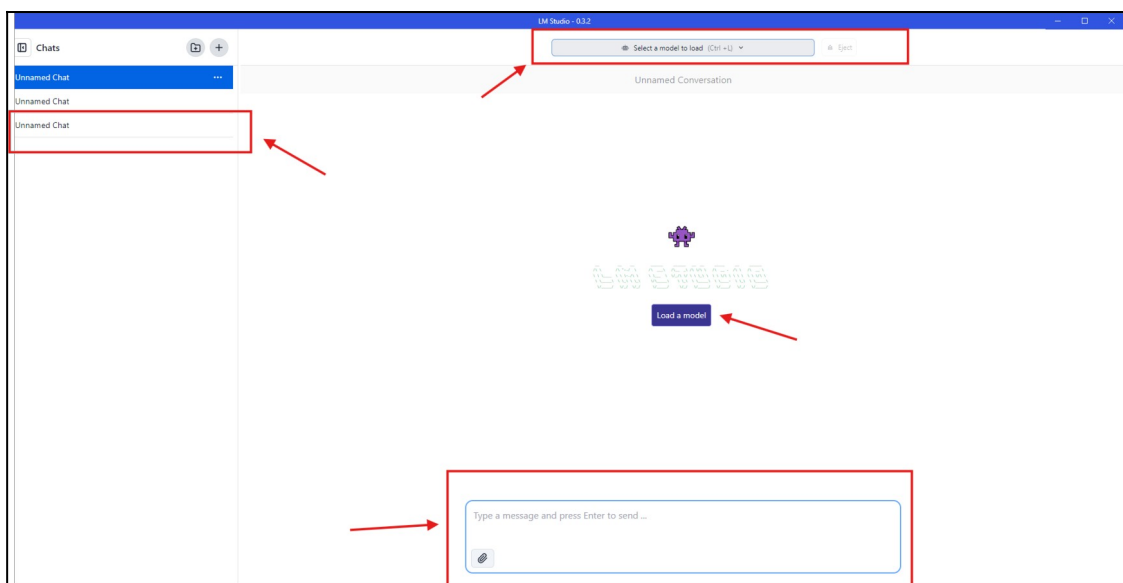 LM Studio - 0.3.2
Chats
Select a model to load (Ctrl + L)
Eject
Unnamed Chat
Unnamed Conversation
Unnamed Chat
Unnamed Chat
LM STUDIO
Load a model
Type a message and press Enter to send ...